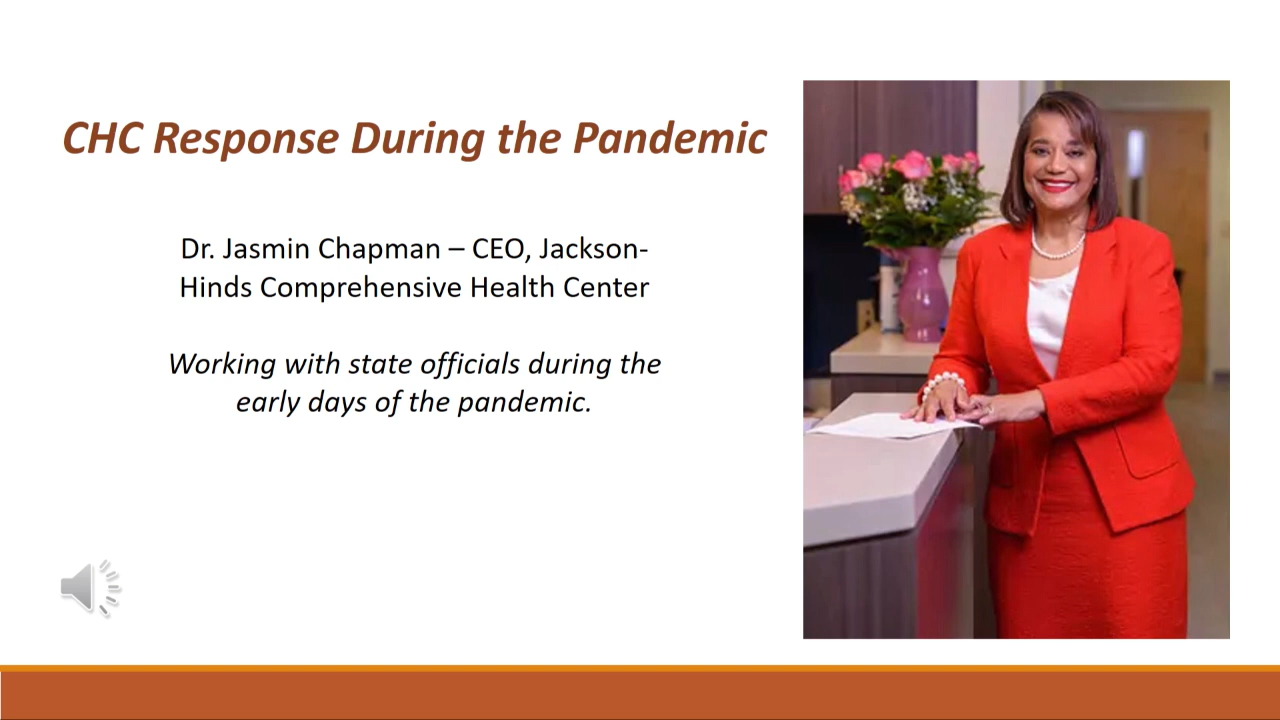 CHC Response During the Pandemic
Dr. Jasmin Chapman – CEO, Jackson-
Hinds Comprehensive Health Center
Working with state officials during the
early days of the pandemic.